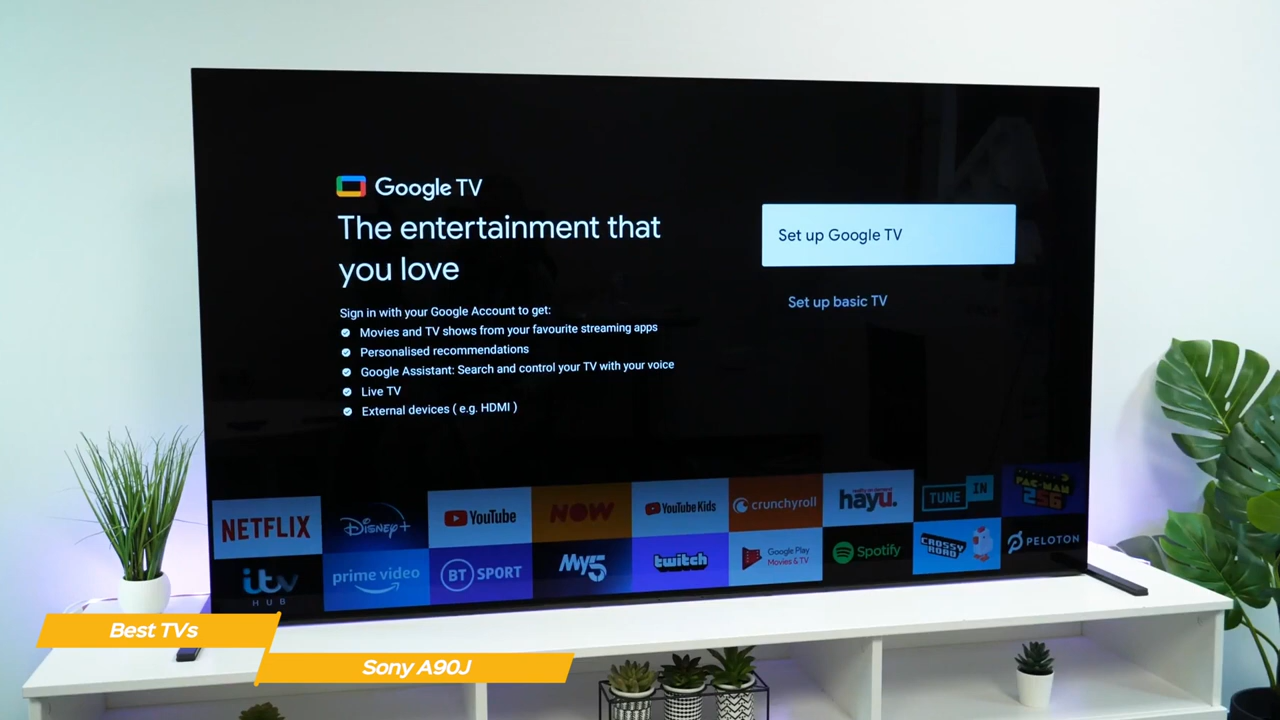 Google TV
The entertainment that
you love
Sign in with your Google Account to get:
Movies and TV shows from your favourite streaming apps
Personalised recommendations
Google Assistant: Search and control your TV with your voice
Live TV
External devices ( e.g. HDMI )
Set up Google TV
Set up basic TV
NETFLIX
Disney+
YouTube
NOW
YouTube Kids
crunchyroll
hayu.
TUNE IN
PAC-MAN
256
itv
HUB
prime video
BT SPORT
My5
twitch
Google Play
Movies & TV
Spotify
CROSSY
ROAD
PELOTON
Best TVs
Sony A90J